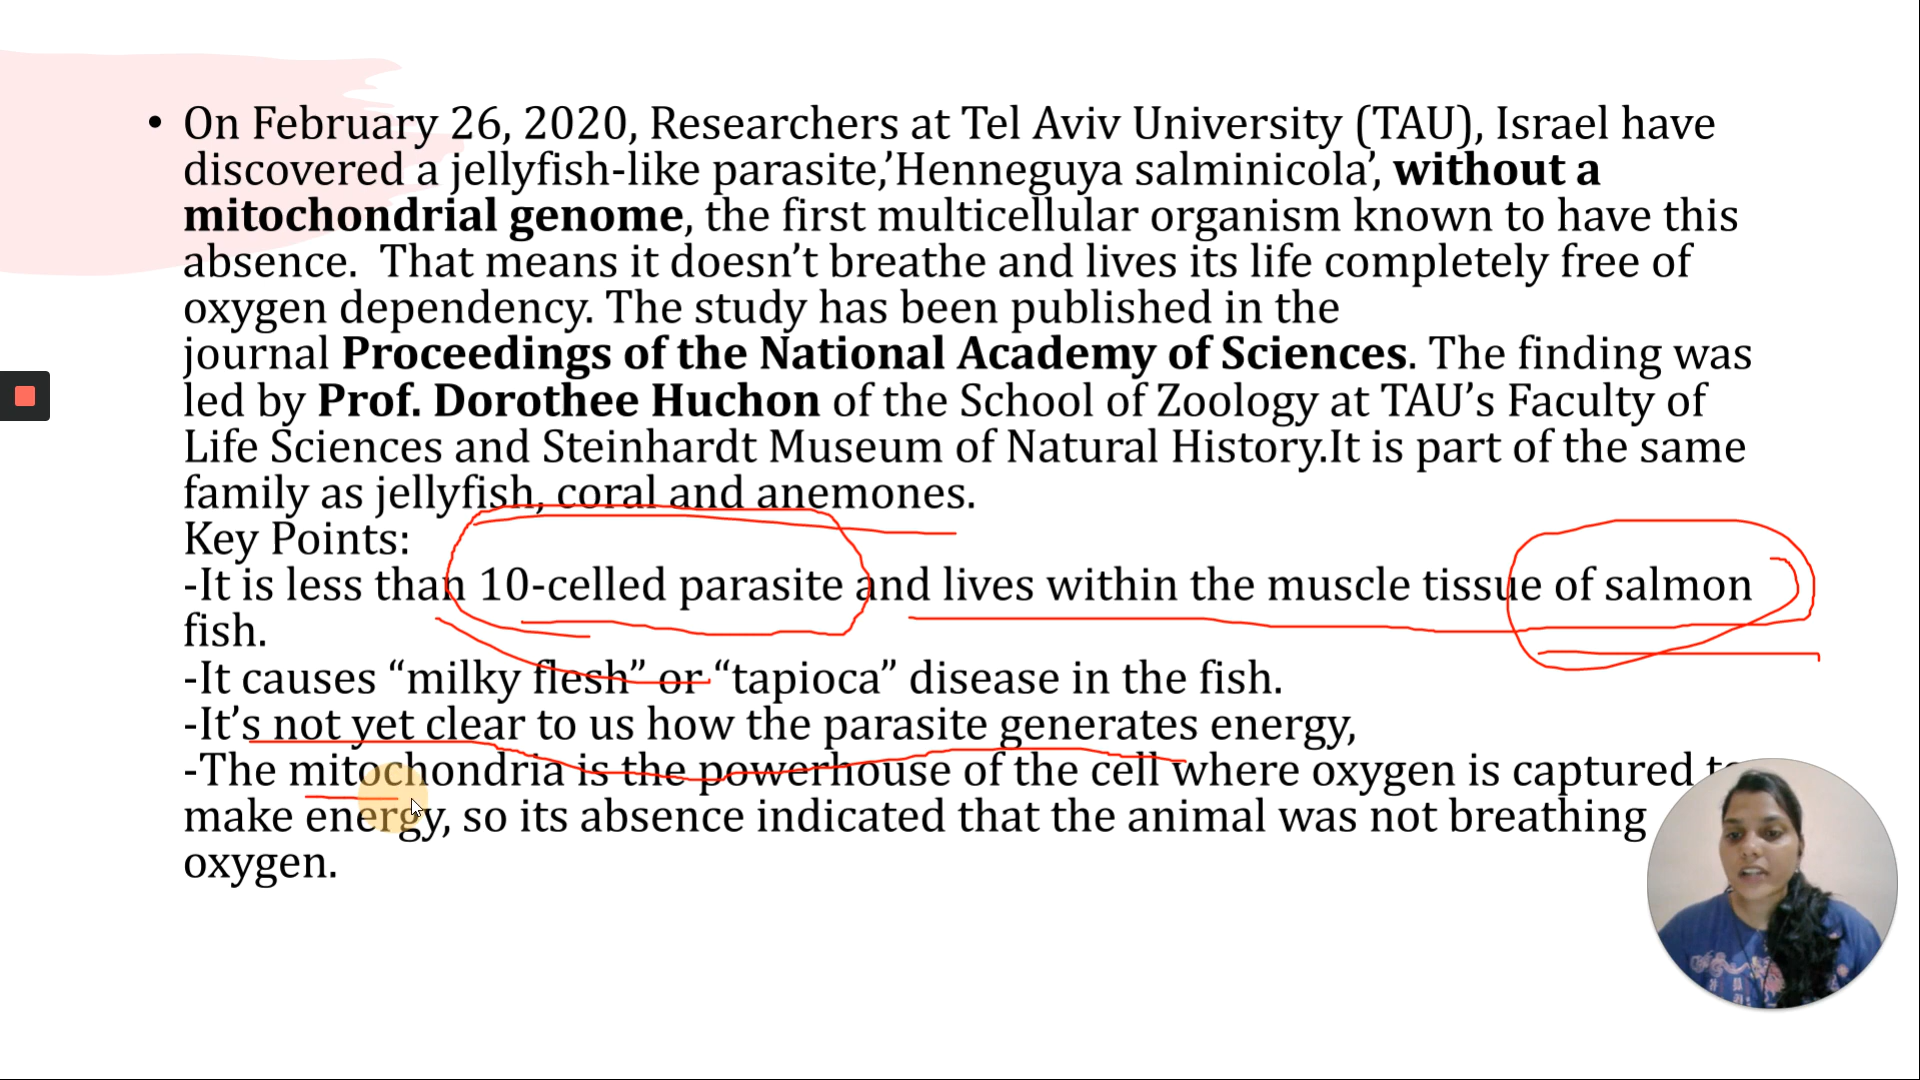 • On February 26, 2020, Researchers at Tel Aviv University (TAU), Israel have
discovered a jellyfish-like parasite,’Henneguya salminicola’, without a
mitochondrial genome, the first multicellular organism known to have this
absence.  That means it doesn’t breathe and lives its life completely free of
oxygen dependency. The study has been published in the
journal Proceedings of the National Academy of Sciences. The finding was
led by Prof. Dorothee Huchon of the School of Zoology at TAU’s Faculty of
Life Sciences and Steinhardt Museum of Natural History.It is part of the same
family as jellyfish, coral and anemones.
Key Points:
-It is less than 10-celled parasite and lives within the muscle tissue of salmon
fish.
-It causes “milky flesh” or “tapioca” disease in the fish.
-It’s not yet clear to us how the parasite generates energy,
-The mitochondria is the powerhouse of the cell where oxygen is captured to
make energy, so its absence indicated that the animal was not breathing
oxygen.